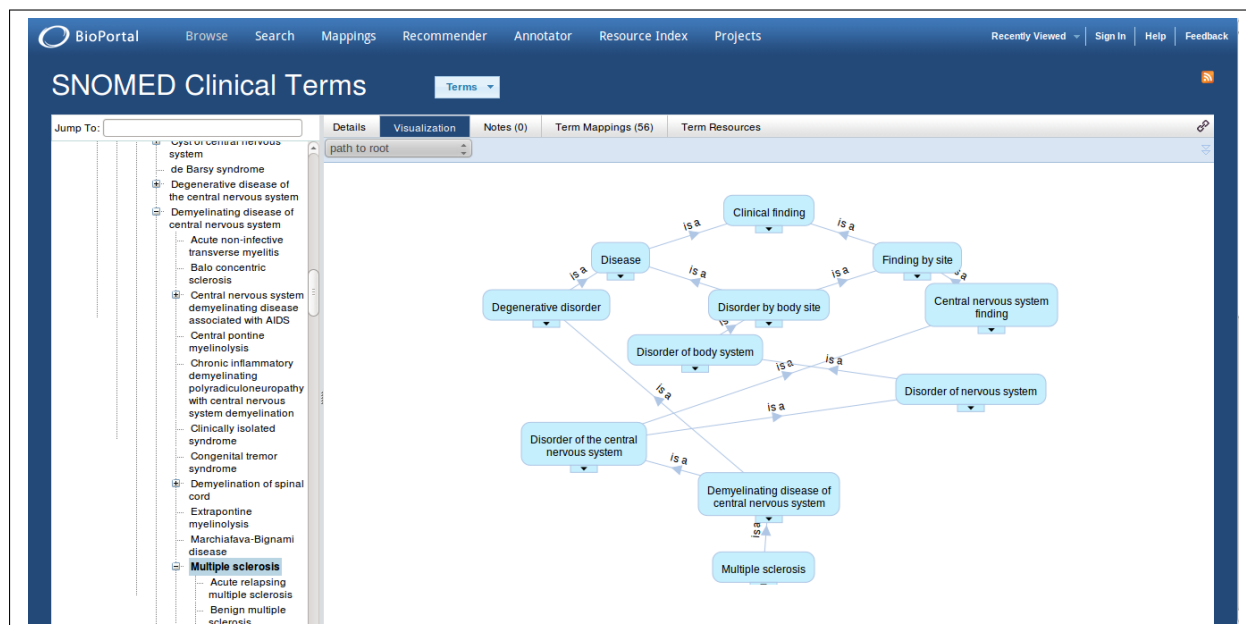 BioPortal Browse Search Mappings Recommender Annotator Resource Index Projects Recently Viewed Sign In Help Feedback
SNOMED Clinical Terms Terms
Jump To:
Details Visualization Notes (0) Term Mappings (56) Term Resources
path to root
Cyst of central nervous
system
de Barsy syndrome
Degenerative disease of
the central nervous system
Demyelinating disease of
central nervous system
Acute non-infective
transverse myelitis
Balo concentric
sclerosis
Central nervous system
demyelinating disease
associated with AIDS
Central pontine
myelinolysis
Chronic inflammatory
demyelinating
polyradiculoneuropathy
with central nervous
system demyelination
Clinically isolated
syndrome
Congenital tremor
syndrome
Demyelination of spinal
cord
Extrapontine
myelinolysis
Marchiafava-Bignami
disease
Multiple sclerosis
Acute relapsing
multiple sclerosis
Benign multiple
sclerosis
Clinical finding
is a
is a
Disease
Finding by site
is a
is a
is a
is a
Degenerative disorder
Disorder by body site
Central nervous system
finding
is a
Disorder of body system
is a
is a
Disorder of nervous system
is a
is a
Disorder of the central
nervous system
is a
Demyelinating disease of
central nervous system
is a
Multiple sclerosis